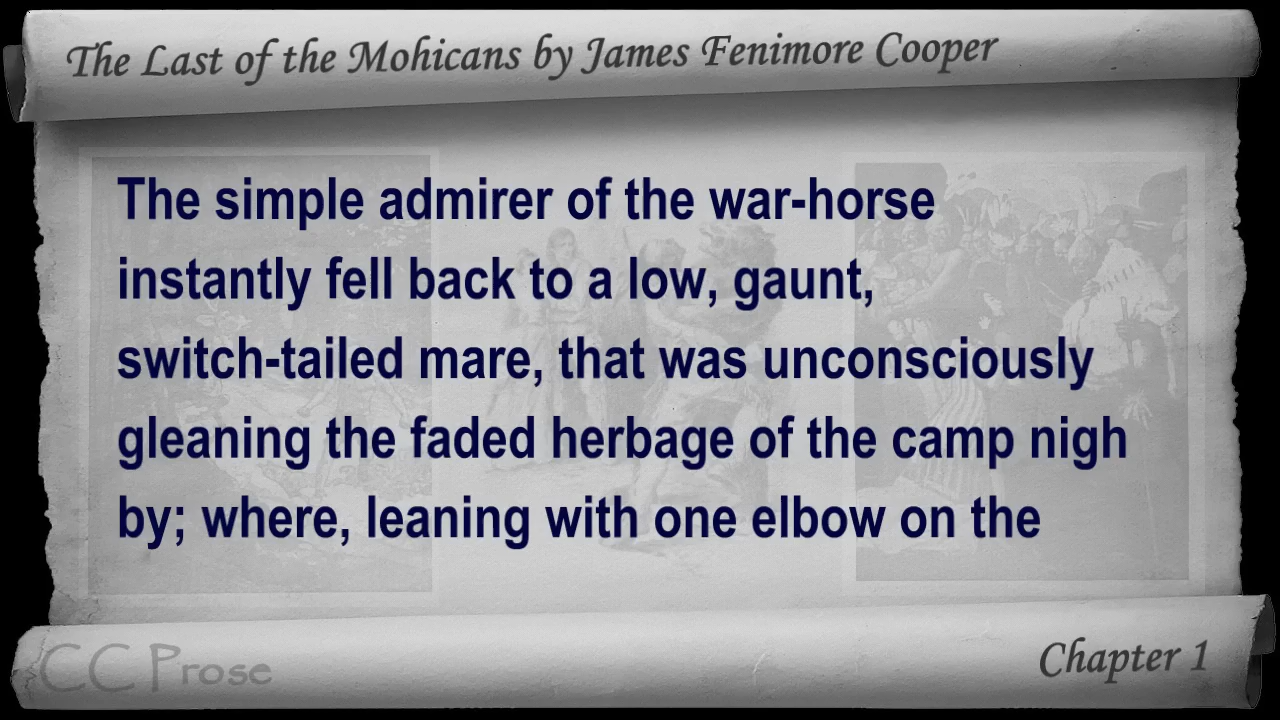 The Last of the Mohicans by James Fenimore Cooper
The simple admirer of the war-horse
instantly fell back to a low, gaunt,
switch-tailed mare, that was unconsciously
gleaning the faded herbage of the camp nigh
by; where, leaning with one elbow on the
CC Prose
Chapter 1